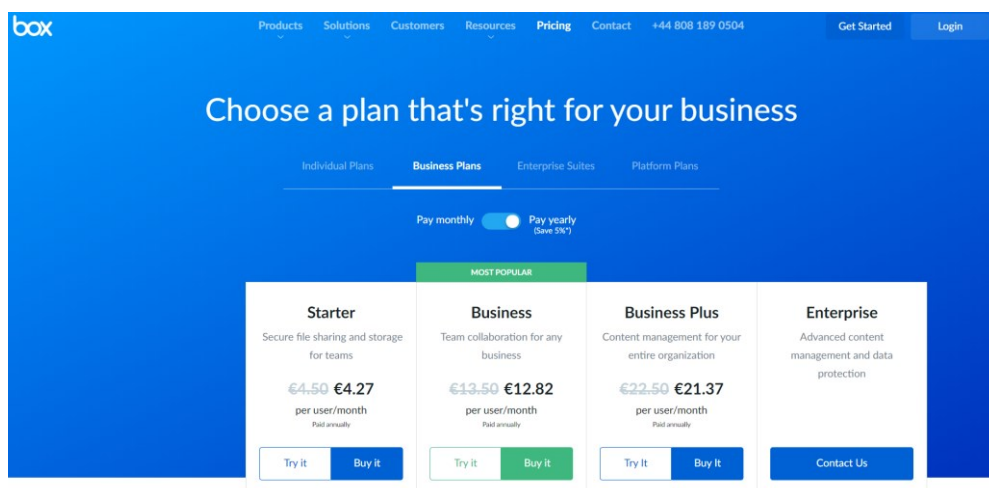 box Products Solutions Customers Resources Pricing Contact +44 808 189 0504 Get Started Login
Choose a plan that's right for your business
Individual Plans Business Plans Enterprise Suites Platform Plans
Pay monthly Pay yearly
(Save 5%*)
MOST POPULAR
Starter
Secure file sharing and storage
for teams
€4.50 €4.27
per user/month
Paid annually
Try it Buy it
Business
Team collaboration for any
business
€13.50 €12.82
per user/month
Paid annually
Try it Buy it
Business Plus
Content management for your
entire organization
€22.50 €21.37
per user/month
Paid annually
Try It Buy It
Enterprise
Advanced content
management and data
protection
Contact Us